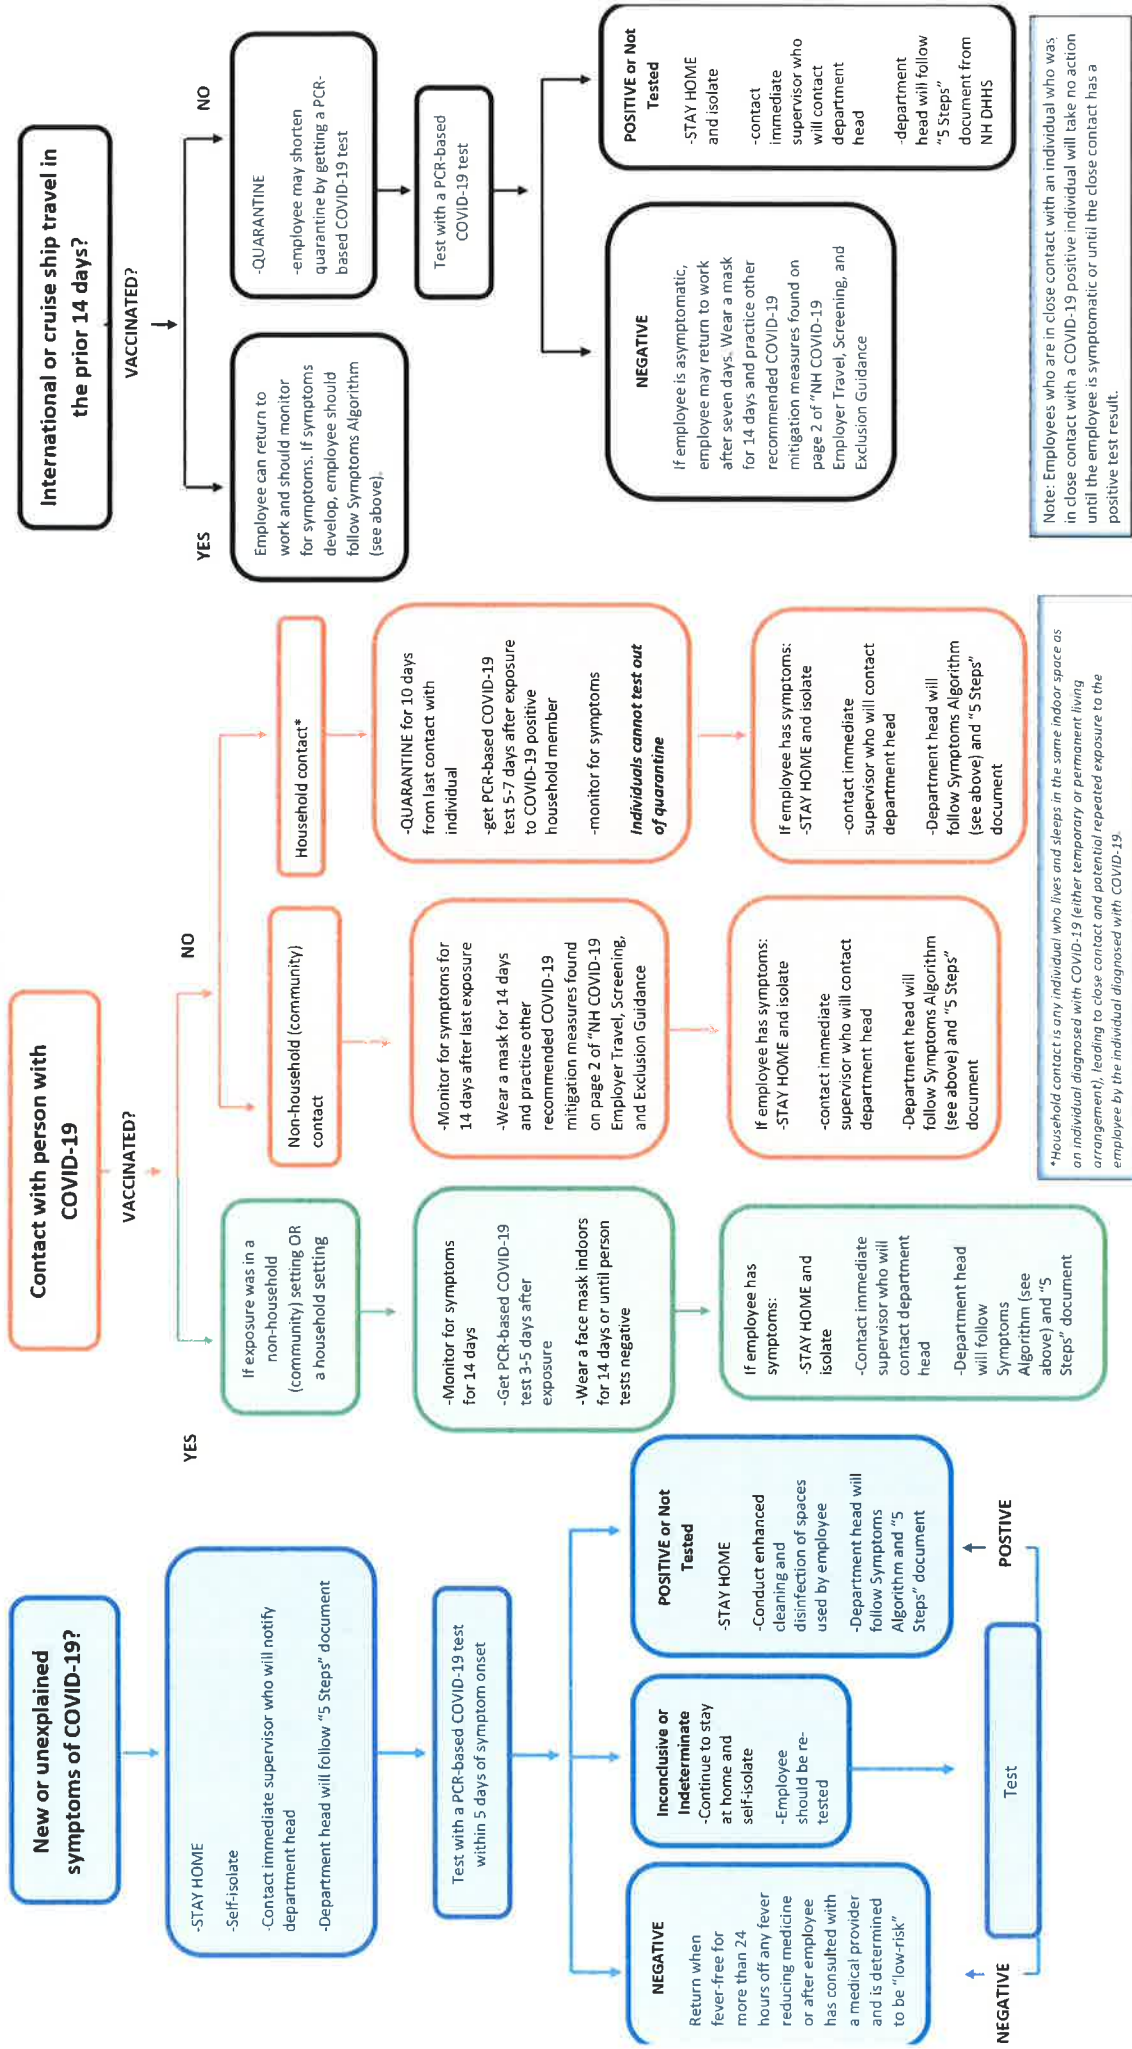 New or unexplained
symptoms of COVID-19?
-STAY HOME
-Self-isolate
-Contact immediate supervisor who will notify
department head
-Department head will follow "5 Steps" document
Test with a PCR-based COVID-19 test
within 5 days of symptom onset
NEGATIVE
Return when
fever-free for
more than 24
hours off any fever
reducing medicine
or after employee
has consulted with
a medical provider
and is determined
to be "low-risk"
Inconclusive or
Indeterminate
-Continue to stay
at home and
self-isolate
-Employee
should be re-
tested
POSITIVE or Not
Tested
-STAY HOME
-Conduct enhanced
cleaning and
disinfection of spaces
used by employee
-Department head will
follow Symptoms
Algorithm and "5
Steps" document
NEGATIVE
Test
POSTIVE
Contact with person with
COVID-19
VACCINATED?
YES
NO
If exposure was in a
non-household
(community) setting OR
a household setting
-Monitor for symptoms
for 14 days
-Get PCR-based COVID-19
test 3-5 days after
exposure
-Wear a face mask indoors
for 14 days or until person
tests negative
If employee has
symptoms:
-STAY HOME and
isolate
-Contact immediate
supervisor who will
contact department
head
-Department head
will follow
Symptoms
Algorithm (see
above) and "5
Steps" document
Non-household (community)
contact
-Monitor for symptoms for
14 days after last exposure
-Wear a mask for 14 days
and practice other
recommended COVID-19
mitigation measures found
on page 2 of "NH COVID-19
Employer Travel, Screening,
and Exclusion Guidance
If employee has symptoms:
-STAY HOME and isolate
-contact immediate
supervisor who will contact
department head
-Department head will
follow Symptoms Algorithm
(see above) and "5 Steps"
document
Household contact*
-QUARANTINE for 10 days
from last contact with
individual
-get PCR-based COVID-19
test 5-7 days after exposure
to COVID-19 positive
household member
-monitor for symptoms
Individuals cannot test out
of quarantine
If employee has symptoms:
-STAY HOME and isolate
-contact immediate
supervisor who will contact
department head
-Department head will
follow Symptoms Algorithm
(see above) and "5 Steps"
document
*Household contact is any individual who lives and sleeps in the same indoor space as
an individual diagnosed with COVID-19 (either temporary or permanent living
arrangement), leading to close contact and potential repeated exposure to the
employee by the individual diagnosed with COVID-19.
International or cruise ship travel in
the prior 14 days?
VACCINATED?
YES
NO
Employee can return to
work and should monitor
for symptoms. If symptoms
develop, employee should
follow Symptoms Algorithm
(see above).
-QUARANTINE
-employee may shorten
quarantine by getting a PCR-
based COVID-19 test
Test with a PCR-based
COVID-19 test
NEGATIVE
If employee is asymptomatic,
employee may return to work
after seven days. Wear a mask
for 14 days and practice other
recommended COVID-19
mitigation measures found on
page 2 of "NH COVID-19
Employer Travel, Screening, and
Exclusion Guidance
POSITIVE or Not
Tested
-STAY HOME
and isolate
-contact
immediate
supervisor who
will contact
department
head
-department
head will follow
"5 Steps"
document from
NH DHHS
Note: Employees who are in close contact with an individual who was
in close contact with a COVID-19 positive individual will take no action
until the employee is symptomatic or until the close contact has a
positive test result.